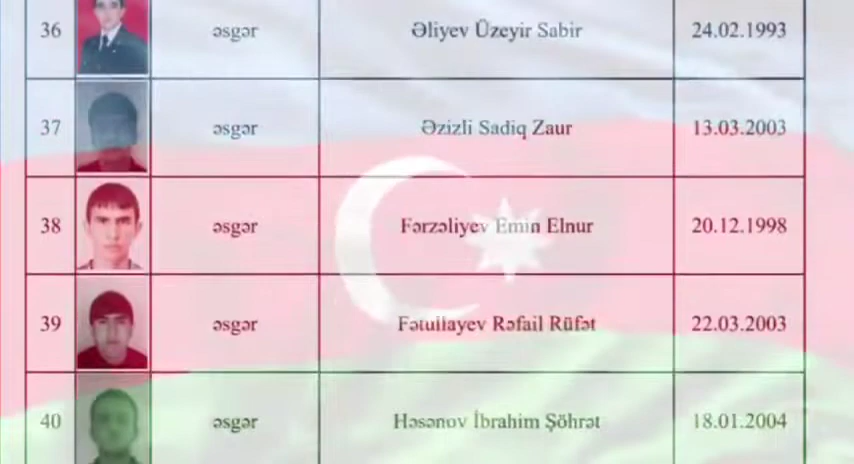 36 əsgər Əliyev Üzeyir Sabir 24.02.1993
37 əsgər Əzizli Sadiq Zaur 13.03.2003
38 əsgər Fərzəliyev Emin Elnur 20.12.1998
39 əsgər Fətullayev Rəfail Rüfət 22.03.2003
40 əsgər Həsənov İbrahim Şöhrət 18.01.2004